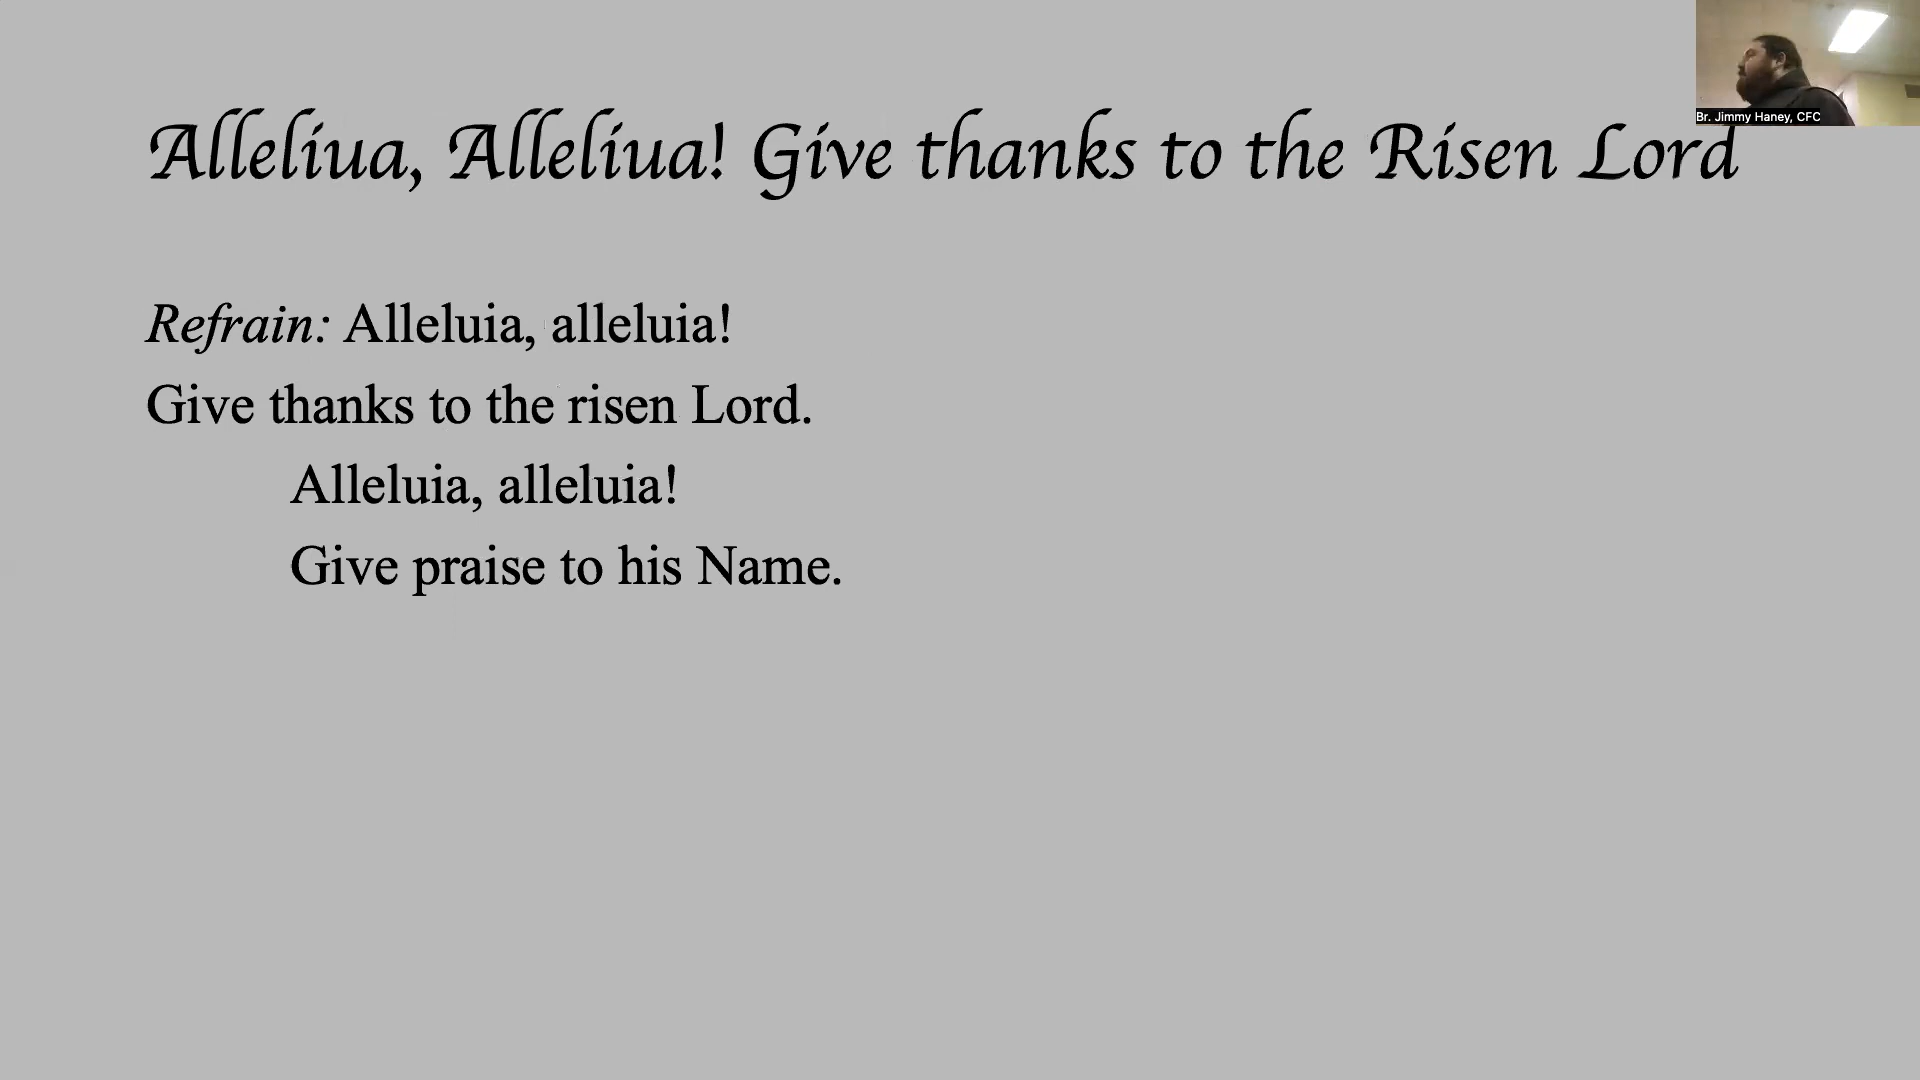 Br. Jimmy Haney, CFC
Alleliua, Alleliua! Give thanks to the Risen Lord
Refrain: Alleluia, alleluia!
Give thanks to the risen Lord.
Alleluia, alleluia!
Give praise to his Name.